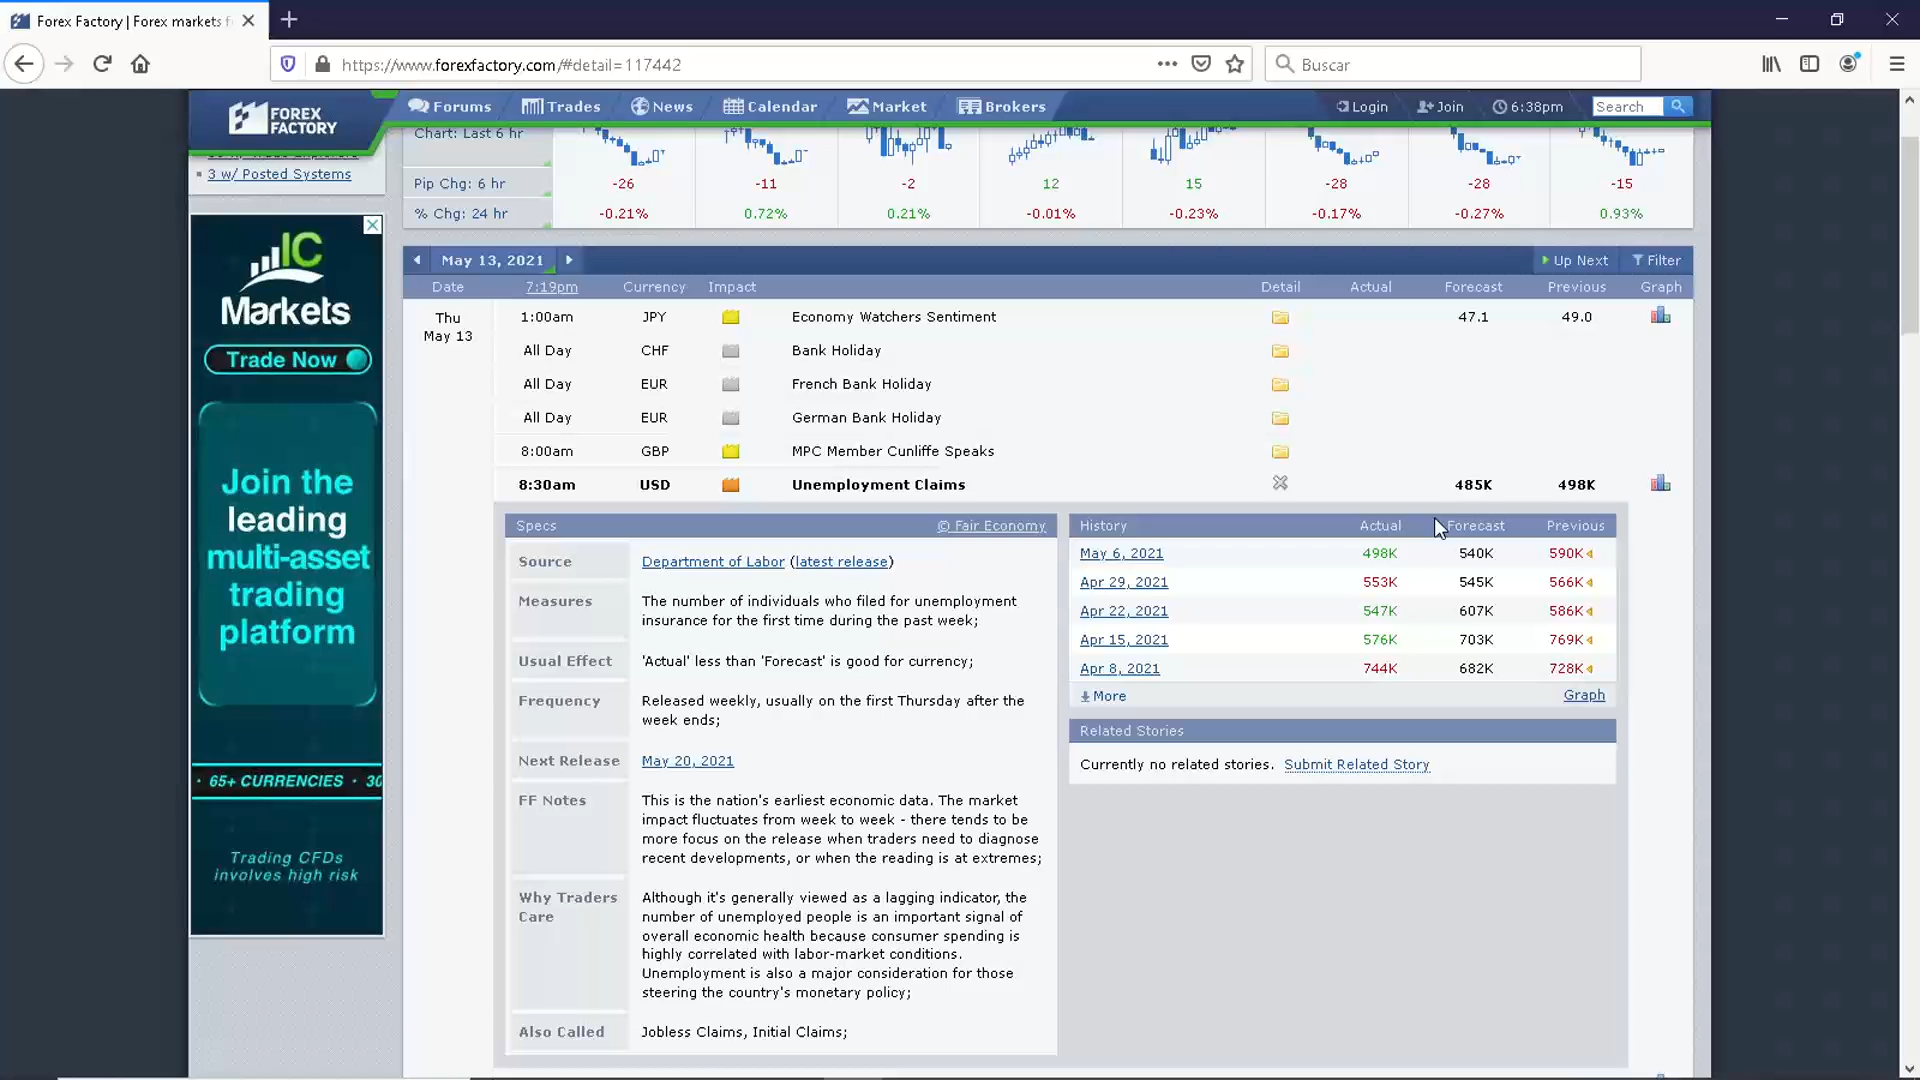 Forex Factory | Forex markets f
https://www.forexfactory.com/#detail=117442
Buscar
FOREX FACTORY
Forums Trades News Calendar Market Brokers Login Join 6:38pm Search
3 w/ Posted Systems
Chart: Last 6 hr
Pip Chg: 6 hr -26 -11 -2 12 15 -28 -28 -15
% Chg: 24 hr -0.21% 0.72% 0.21% -0.01% -0.23% -0.17% -0.27% 0.93%
IC
Markets
Trade Now
Join the
leading
multi-asset
trading
platform
· 65+ CURRENCIES · 30
Trading CFDs
involves high risk
May 13, 2021 Up Next Filter
Date 7:19pm Currency Impact Detail Actual Forecast Previous Graph
Thu
May 13
1:00am JPY Economy Watchers Sentiment 47.1 49.0
All Day CHF Bank Holiday
All Day EUR French Bank Holiday
All Day EUR German Bank Holiday
8:00am GBP MPC Member Cunliffe Speaks
8:30am USD Unemployment Claims 485K 498K
Specs © Fair Economy
Source Department of Labor (latest release)
Measures The number of individuals who filed for unemployment
insurance for the first time during the past week;
Usual Effect 'Actual' less than 'Forecast' is good for currency;
Frequency Released weekly, usually on the first Thursday after the
week ends;
Next Release May 20, 2021
FF Notes This is the nation's earliest economic data. The market
impact fluctuates from week to week - there tends to be
more focus on the release when traders need to diagnose
recent developments, or when the reading is at extremes;
Why Traders Care Although it's generally viewed as a lagging indicator, the
number of unemployed people is an important signal of
overall economic health because consumer spending is
highly correlated with labor-market conditions.
Unemployment is also a major consideration for those
steering the country's monetary policy;
Also Called Jobless Claims, Initial Claims;
History Actual Forecast Previous
May 6, 2021 498K 540K 590K
Apr 29, 2021 553K 545K 566K
Apr 22, 2021 547K 607K 586K
Apr 15, 2021 576K 703K 769K
Apr 8, 2021 744K 682K 728K
More Graph
Related Stories
Currently no related stories. Submit Related Story